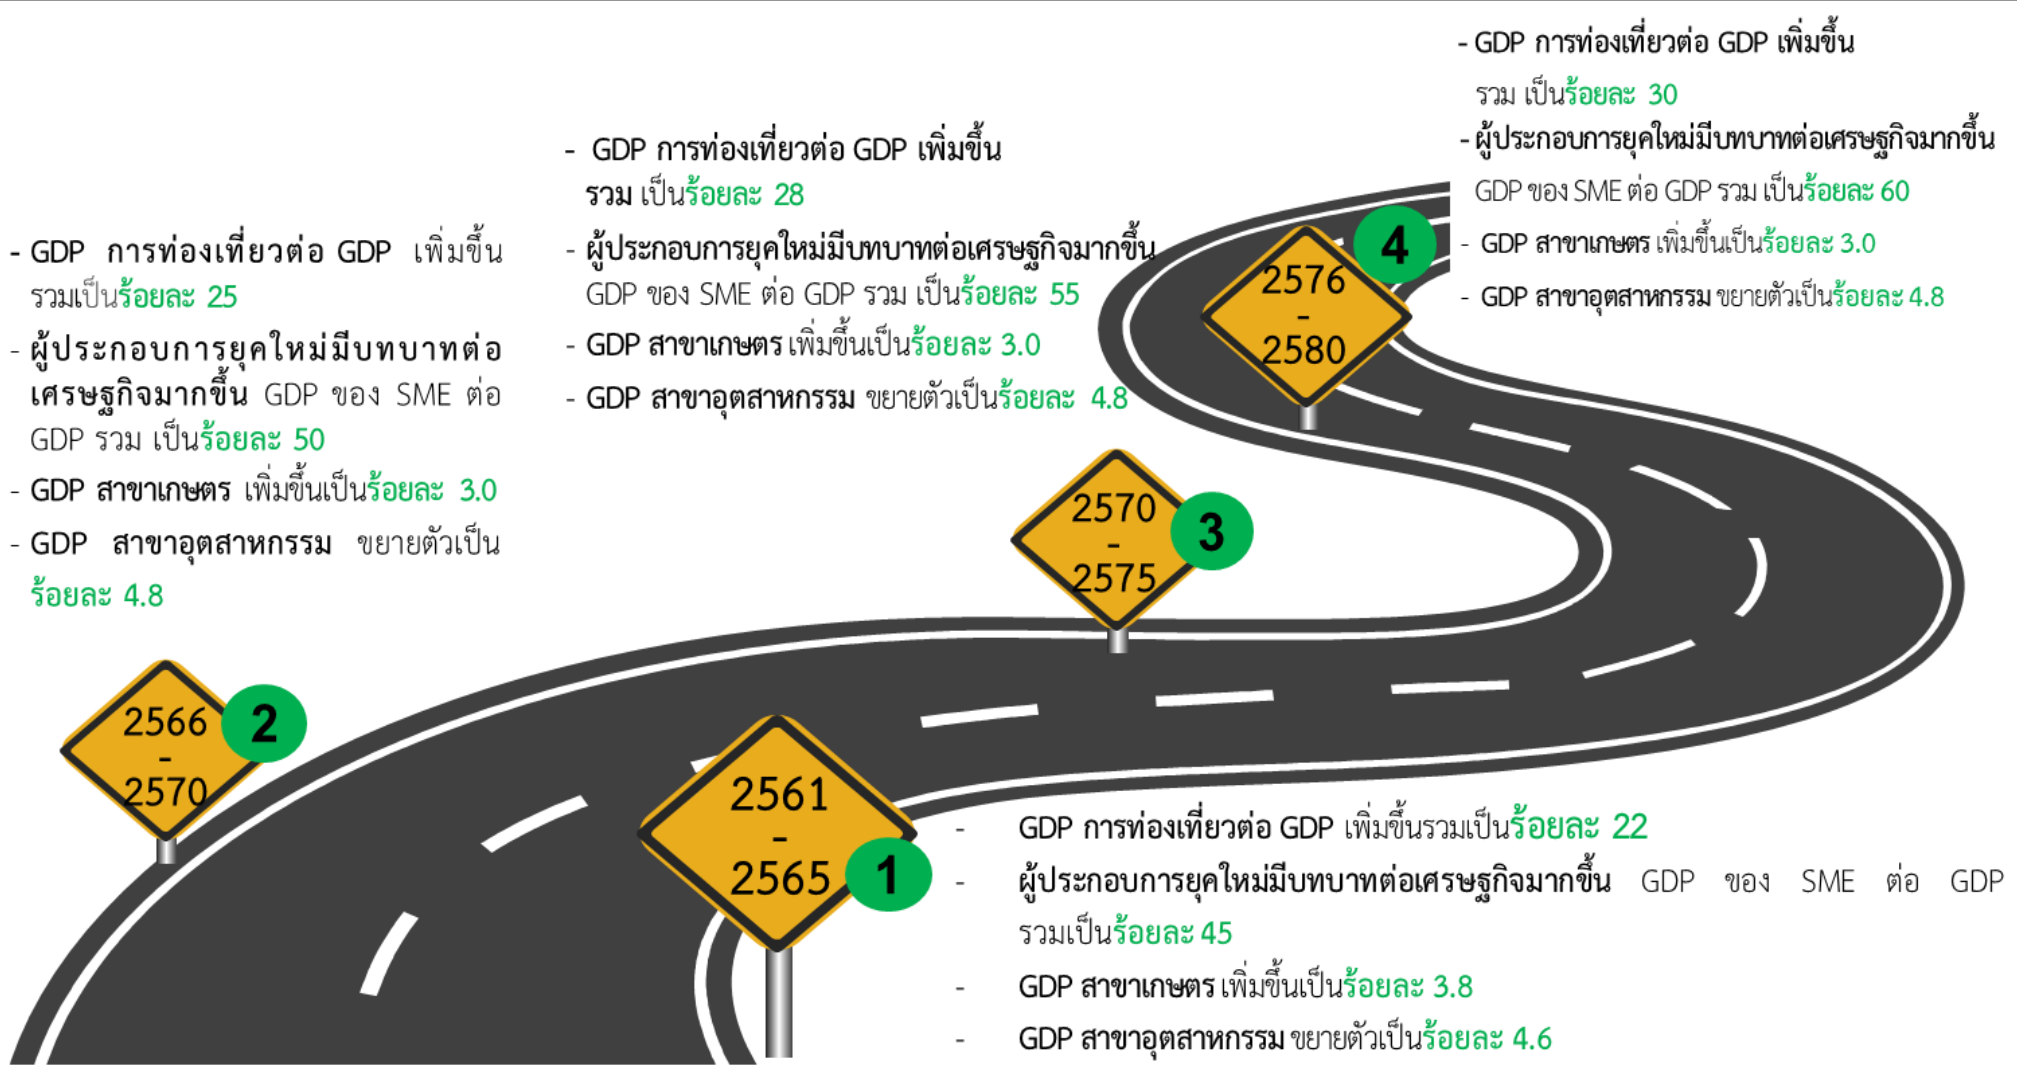 - GDP การท่องเที่ยวต่อ GDP เพิ่มขึ้น
รวม เป็นร้อยละ 30
- ผู้ประกอบการยุคใหม่มีบทบาทต่อเศรษฐกิจมากขึ้น
GDP ของ SME ต่อ GDP รวม เป็นร้อยละ 60
- GDP สาขาเกษตร เพิ่มขึ้นเป็นร้อยละ 3.0
- GDP สาขาอุตสาหกรรม ขยายตัวเป็นร้อยละ 4.8
4
2576
-
2580
- GDP การท่องเที่ยวต่อ GDP เพิ่มขึ้น
รวม เป็นร้อยละ 28
- ผู้ประกอบการยุคใหม่มีบทบาทต่อเศรษฐกิจมากขึ้น
GDP ของ SME ต่อ GDP รวม เป็นร้อยละ 55
- GDP สาขาเกษตร เพิ่มขึ้นเป็นร้อยละ 3.0
- GDP สาขาอุตสาหกรรม ขยายตัวเป็นร้อยละ 4.8
3
2570
-
2575
- GDP การท่องเที่ยวต่อ GDP เพิ่มขึ้น
รวมเป็นร้อยละ 25
- ผู้ประกอบการยุคใหม่มีบทบาทต่อ
เศรษฐกิจมากขึ้น GDP ของ SME ต่อ
GDP รวม เป็นร้อยละ 50
- GDP สาขาเกษตร เพิ่มขึ้นเป็นร้อยละ 3.0
- GDP สาขาอุตสาหกรรม ขยายตัวเป็น
ร้อยละ 4.8
2
2566
-
2570
2561
-
2565
1
- GDP การท่องเที่ยวต่อ GDP เพิ่มขึ้นรวมเป็นร้อยละ 22
- ผู้ประกอบการยุคใหม่มีบทบาทต่อเศรษฐกิจมากขึ้น GDP ของ SME ต่อ GDP
รวมเป็นร้อยละ 45
- GDP สาขาเกษตร เพิ่มขึ้นเป็นร้อยละ 3.8
- GDP สาขาอุตสาหกรรม ขยายตัวเป็นร้อยละ 4.6